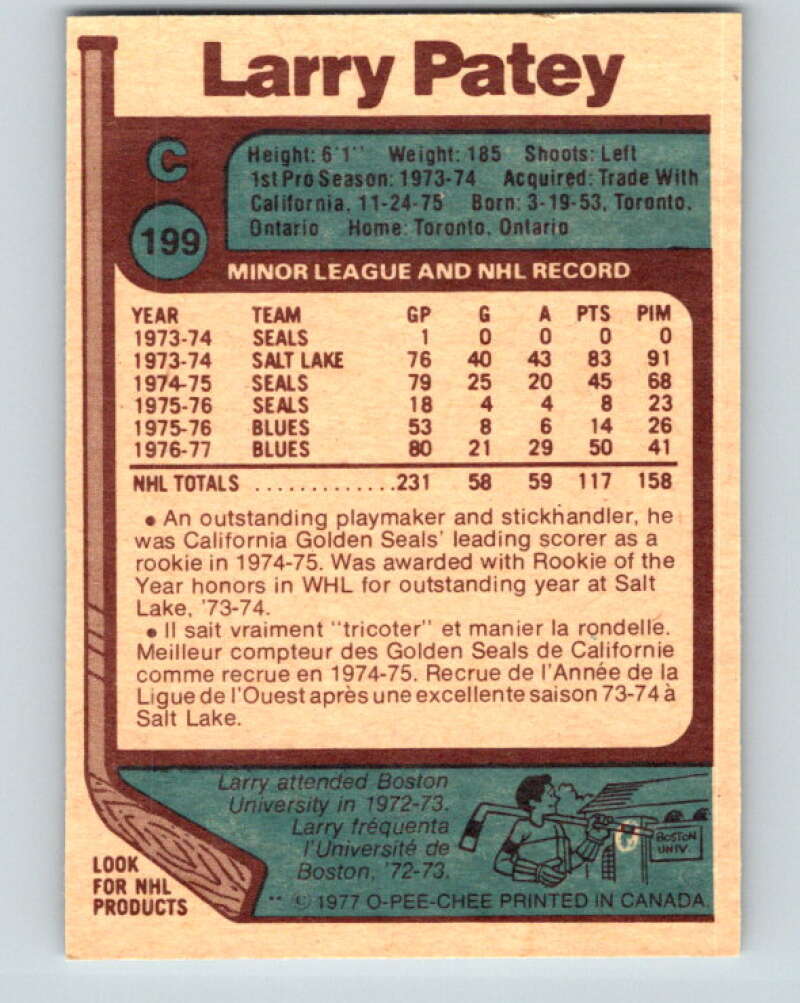 Larry Patey
C
199
Height: 6'1" Weight: 185 Shoots: Left
1st Pro Season: 1973-74 Acquired: Trade With
California, 11-24-75 Born: 3-19-53, Toronto,
Ontario Home: Toronto, Ontario
MINOR LEAGUE AND NHL RECORD
YEAR TEAM GP G A PTS PIM
1973-74 SEALS 1 0 0 0 0
1973-74 SALT LAKE 76 40 43 83 91
1974-75 SEALS 79 25 20 45 68
1975-76 SEALS 18 4 4 8 23
1975-76 BLUES 53 8 6 14 26
1976-77 BLUES 80 21 29 50 41
NHL TOTALS .............231 58 59 117 158
• An outstanding playmaker and stickhandler, he
was California Golden Seals' leading scorer as a
rookie in 1974-75. Was awarded with Rookie of the
Year honors in WHL for outstanding year at Salt
Lake, '73-74.
• Il sait vraiment "tricoter" et manier la rondelle.
Meilleur compteur des Golden Seals de Californie
comme recrue en 1974-75. Recrue de l'Année de la
Ligue de l'Ouest après une excellente saison 73-74 à
Salt Lake.
Larry attended Boston
University in 1972-73.
Larry fréquenta
l'Université de
Boston, '72-73.
BOSTON
UNIV.
LOOK
FOR NHL
PRODUCTS
** © 1977 O-PEE-CHEE PRINTED IN CANADA.